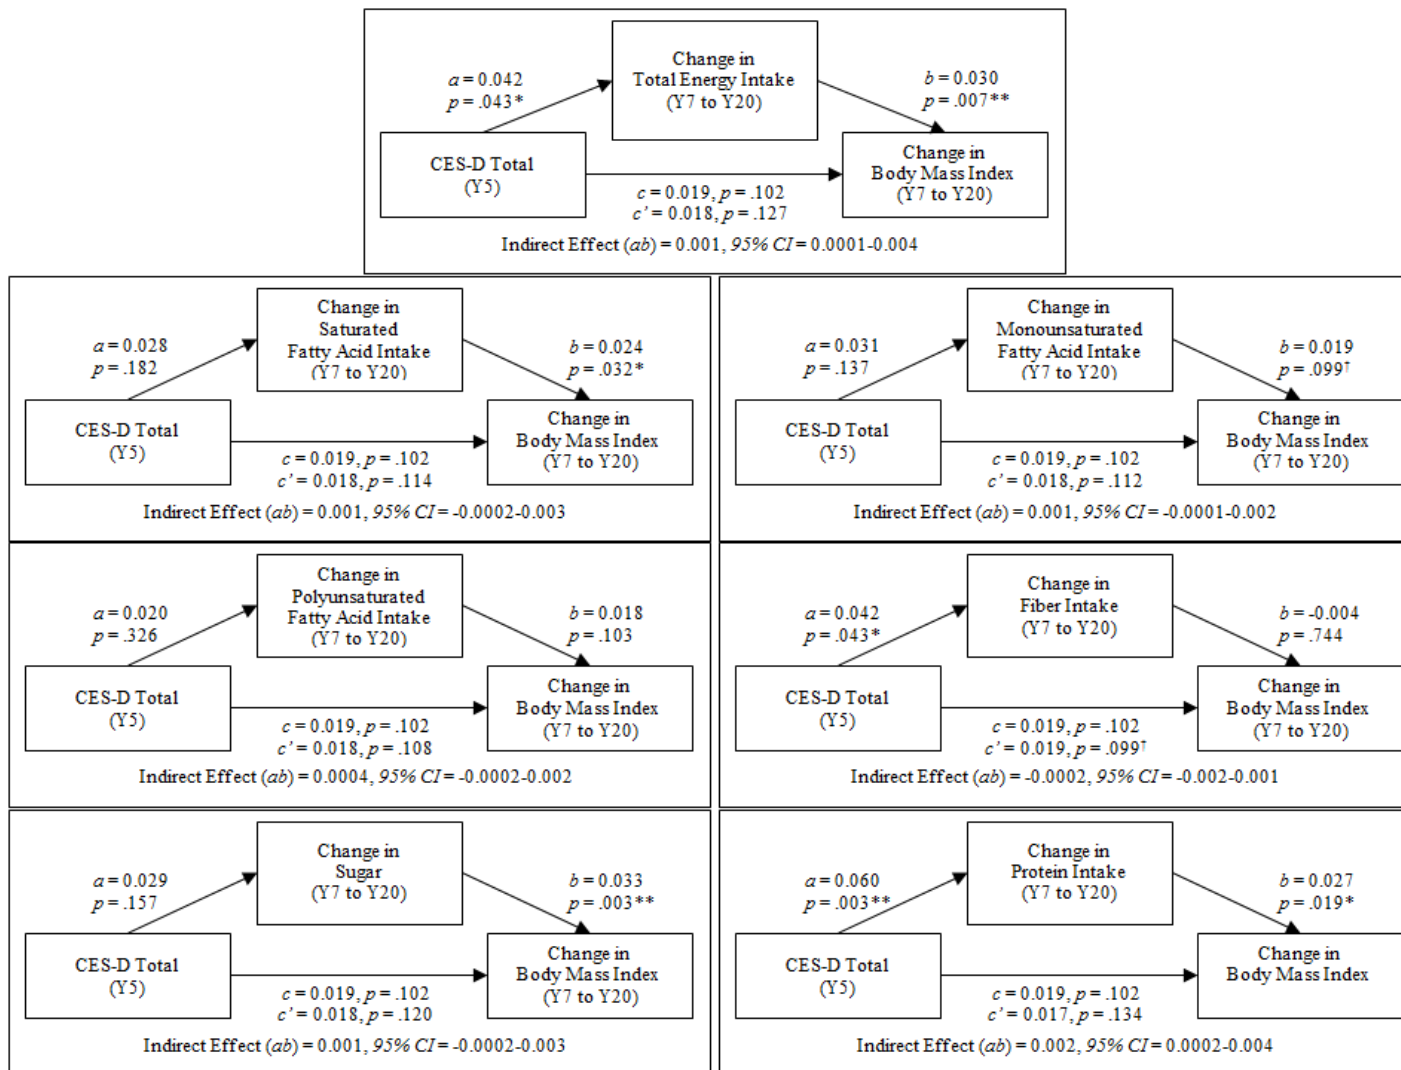 Change in
Total Energy Intake
(Y7 to Y20)
a = 0.042
p = .043*
b = 0.030
p = .007**
CES-D Total
(Y5)
Change in
Body Mass Index
(Y7 to Y20)
c = 0.019, p = .102
c’ = 0.018, p = .127
Indirect Effect (ab) = 0.001, 95% CI = 0.0001-0.004
Change in
Saturated
Fatty Acid Intake
(Y7 to Y20)
a = 0.028
p = .182
b = 0.024
p = .032*
CES-D Total
(Y5)
Change in
Body Mass Index
(Y7 to Y20)
c = 0.019, p = .102
c’ = 0.018, p = .114
Indirect Effect (ab) = 0.001, 95% CI = -0.0002-0.003
Change in
Monounsaturated
Fatty Acid Intake
(Y7 to Y20)
a = 0.031
p = .137
b = 0.019
p = .099†
CES-D Total
(Y5)
Change in
Body Mass Index
(Y7 to Y20)
c = 0.019, p = .102
c’ = 0.018, p = .112
Indirect Effect (ab) = 0.001, 95% CI = -0.0001-0.002
Change in
Polyunsaturated
Fatty Acid Intake
(Y7 to Y20)
a = 0.020
p = .326
b = 0.018
p = .103
CES-D Total
(Y5)
Change in
Body Mass Index
(Y7 to Y20)
c = 0.019, p = .102
c’ = 0.018, p = .108
Indirect Effect (ab) = 0.0004, 95% CI = -0.0002-0.002
Change in
Fiber Intake
(Y7 to Y20)
a = 0.042
p = .043*
b = -0.004
p = .744
CES-D Total
(Y5)
Change in
Body Mass Index
(Y7 to Y20)
c = 0.019, p = .102
c’ = 0.019, p = .099†
Indirect Effect (ab) = -0.0002, 95% CI = -0.002-0.001
Change in
Sugar
(Y7 to Y20)
a = 0.029
p = .157
b = 0.033
p = .003**
CES-D Total
(Y5)
Change in
Body Mass Index
(Y7 to Y20)
c = 0.019, p = .102
c’ = 0.018, p = .120
Indirect Effect (ab) = 0.001, 95% CI = -0.0002-0.003
Change in
Protein Intake
(Y7 to Y20)
a = 0.060
p = .003**
b = 0.027
p = .019*
CES-D Total
(Y5)
Change in
Body Mass Index
c = 0.019, p = .102
c’ = 0.017, p = .134
Indirect Effect (ab) = 0.002, 95% CI = 0.0002-0.004